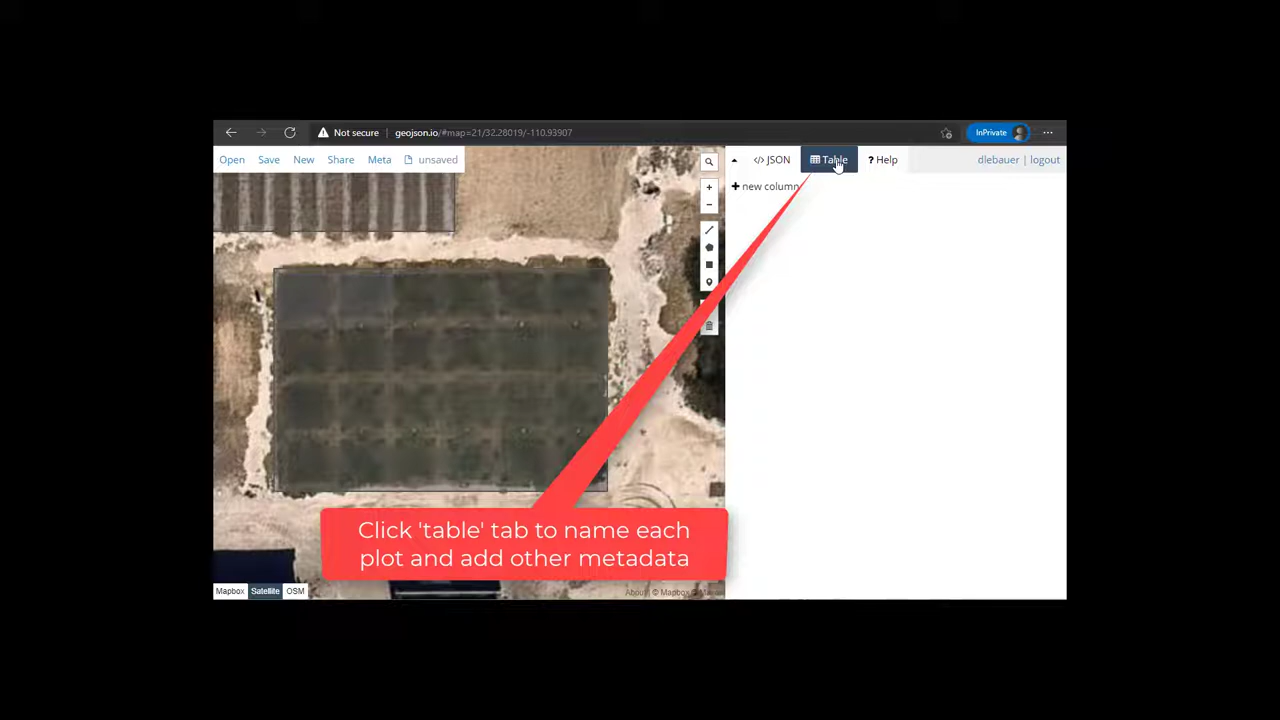 Not secure | geojson.io/#map=21/32.28019/-110.93907
InPrivate
Open Save New Share Meta unsaved
</> JSON Table ? Help dlebauer | logout
+ new column
Click 'table' tab to name each
plot and add other metadata
Mapbox Satellite OSM
About © Mapbox ©